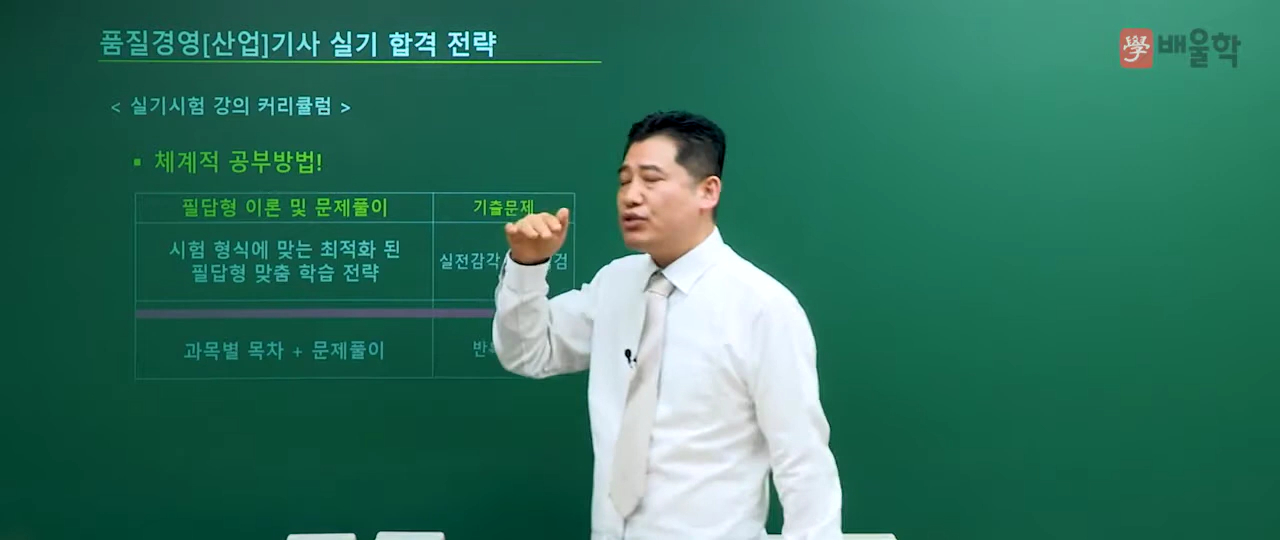 품질경영[산업]기사 실기 합격 전략
學 배울학
< 실기시험 강의 커리큘럼 >
▪ 체계적 공부방법!
필답형 이론 및 문제풀이
기출문제
시험 형식에 맞는 최적화 된
필답형 맞춤 학습 전략
실전감각
과목별 목차 + 문제풀이